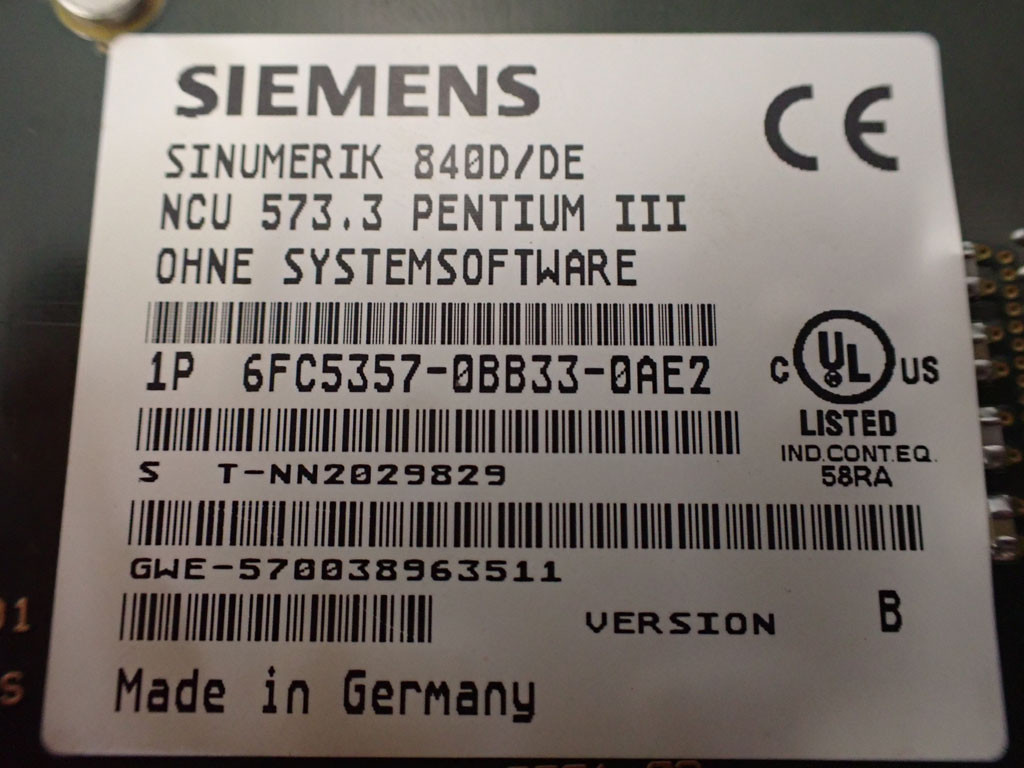 SIEMENS
CE
SINUMERIK 840D/DE
NCU 573.3 PENTIUM III
OHNE SYSTEMSOFTWARE
1P 6FC5357-0BB33-0AE2
C UL US
LISTED
IND.CONT.EQ.
58RA
S T-NN2029829
GWE-570038963511
VERSION B
Made in Germany